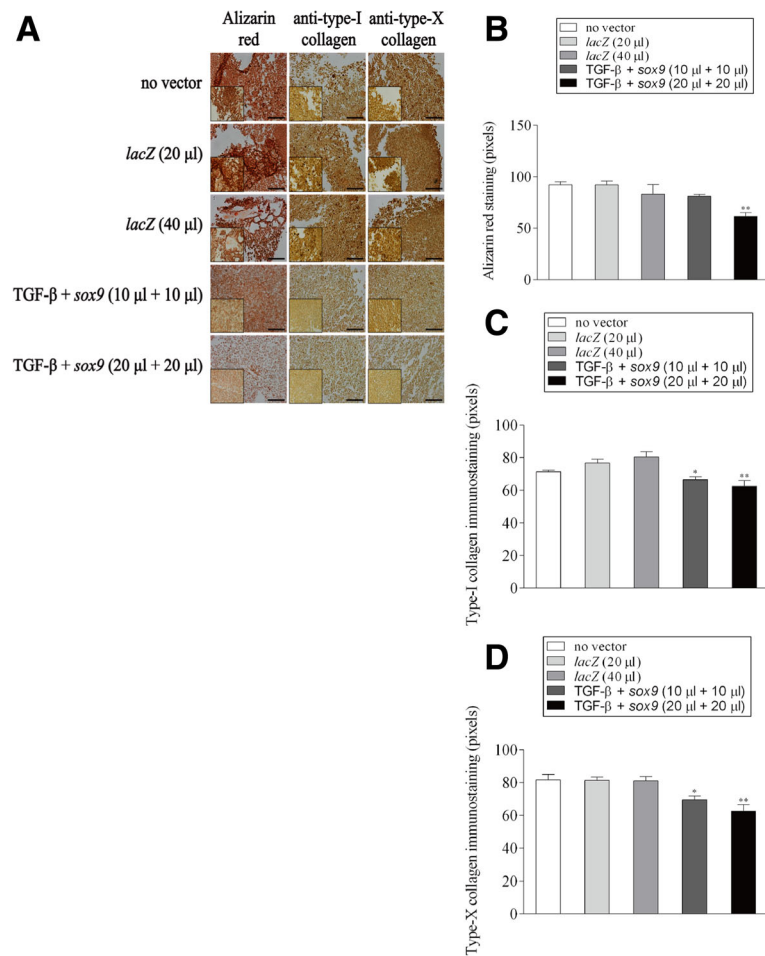 A
Alizarin red
anti-type-I collagen
anti-type-X collagen
no vector
lacZ (20 µl)
lacZ (40 µl)
TGF-β + sox9 (10 µl + 10 µl)
TGF-β + sox9 (20 µl + 20 µl)
B
no vector
lacZ (20 µl)
lacZ (40 µl)
TGF-β + sox9 (10 µl + 10 µl)
TGF-β + sox9 (20 µl + 20 µl)
Alizarin red staining (pixels)
150
100
50
0
**
C
no vector
lacZ (20 µl)
lacZ (40 µl)
TGF-β + sox9 (10 µl + 10 µl)
TGF-β + sox9 (20 µl + 20 µl)
Type-I collagen immunostaining (pixels)
100
80
60
40
20
0
*
**
D
no vector
lacZ (20 µl)
lacZ (40 µl)
TGF-β + sox9 (10 µl + 10 µl)
TGF-β + sox9 (20 µl + 20 µl)
Type-X collagen immunostaining (pixels)
100
80
60
40
20
0
*
**